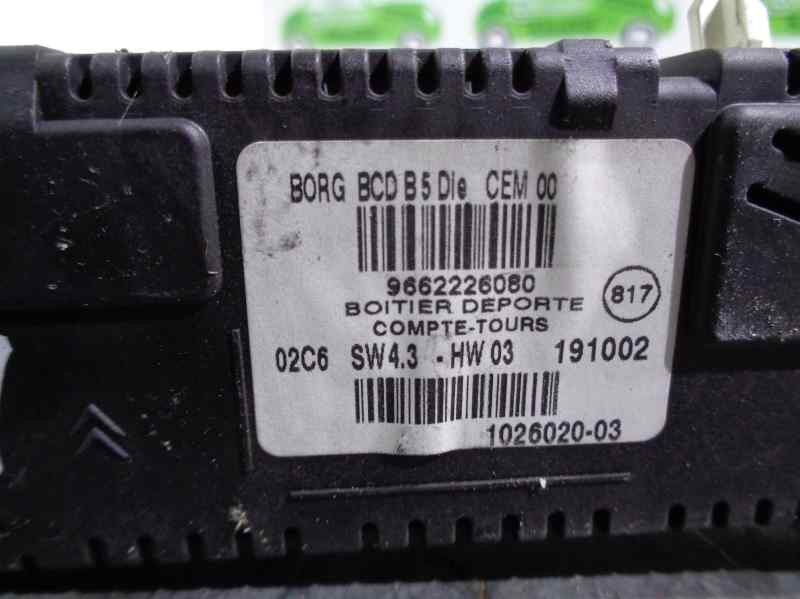 BORG BCD B5 Die CEM 00
9662226080
BOITIER DEPORTE
COMPTE-TOURS
817
02C6 SW4.3 - HW 03 191002
1026020-03